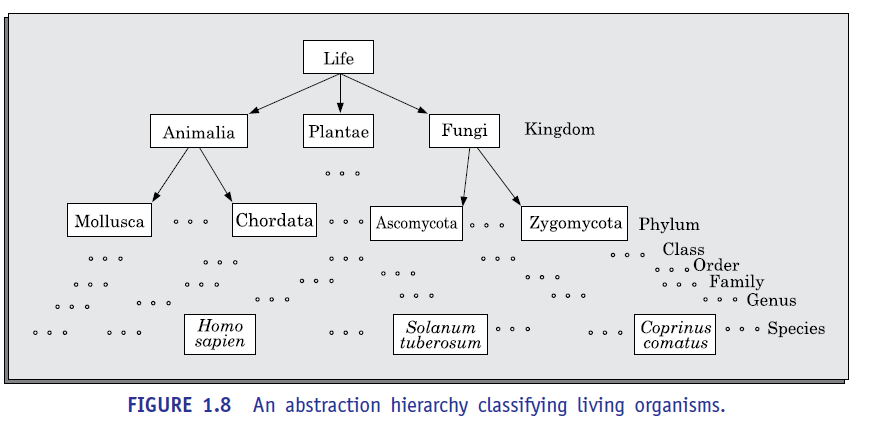 Life
Animalia Plantae Fungi Kingdom
Mollusca Chordata Ascomycota Zygomycota Phylum
Class
Order
Family
Genus
Homo
sapien
Solanum
tuberosum
Coprinus
comatus
Species
FIGURE 1.8 An abstraction hierarchy classifying living organisms.